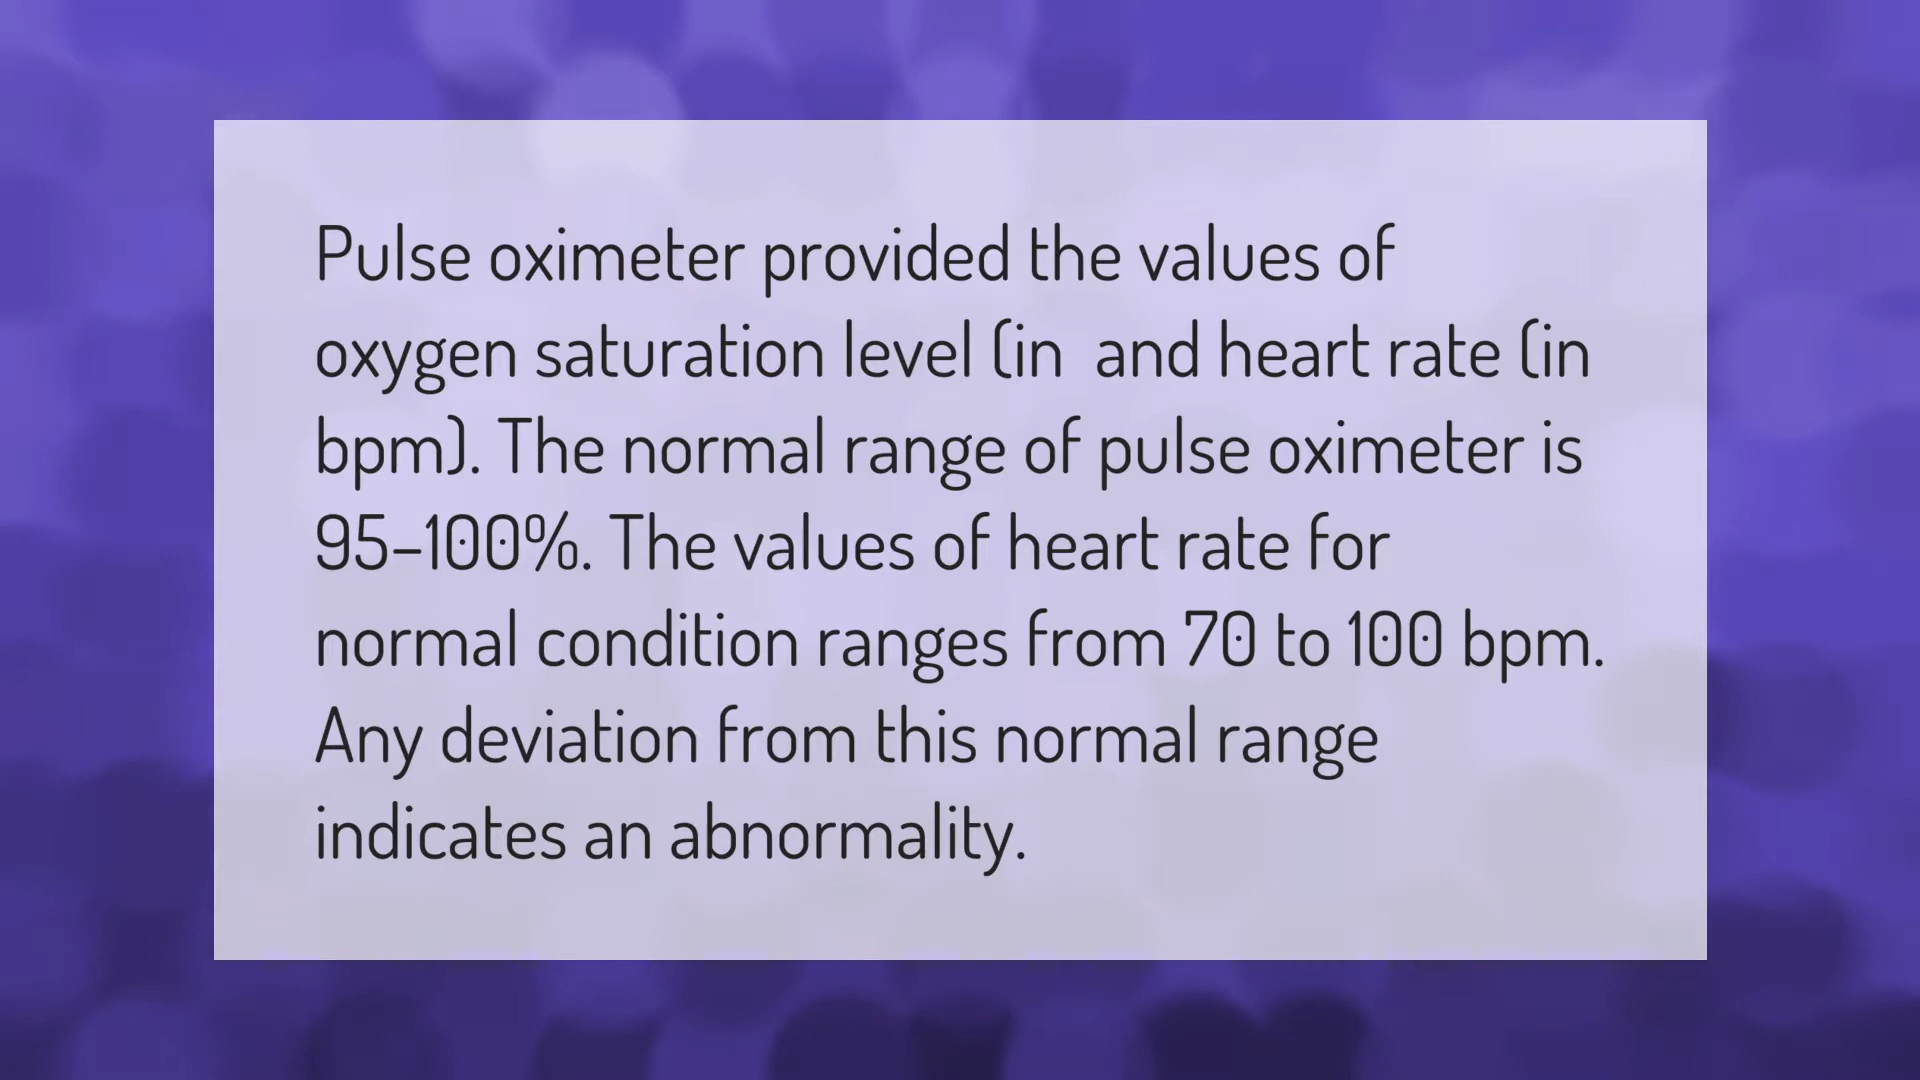 Pulse oximeter provided the values of
oxygen saturation level (in  and heart rate (in
bpm). The normal range of pulse oximeter is
95–100%. The values of heart rate for
normal condition ranges from 70 to 100 bpm.
Any deviation from this normal range
indicates an abnormality.